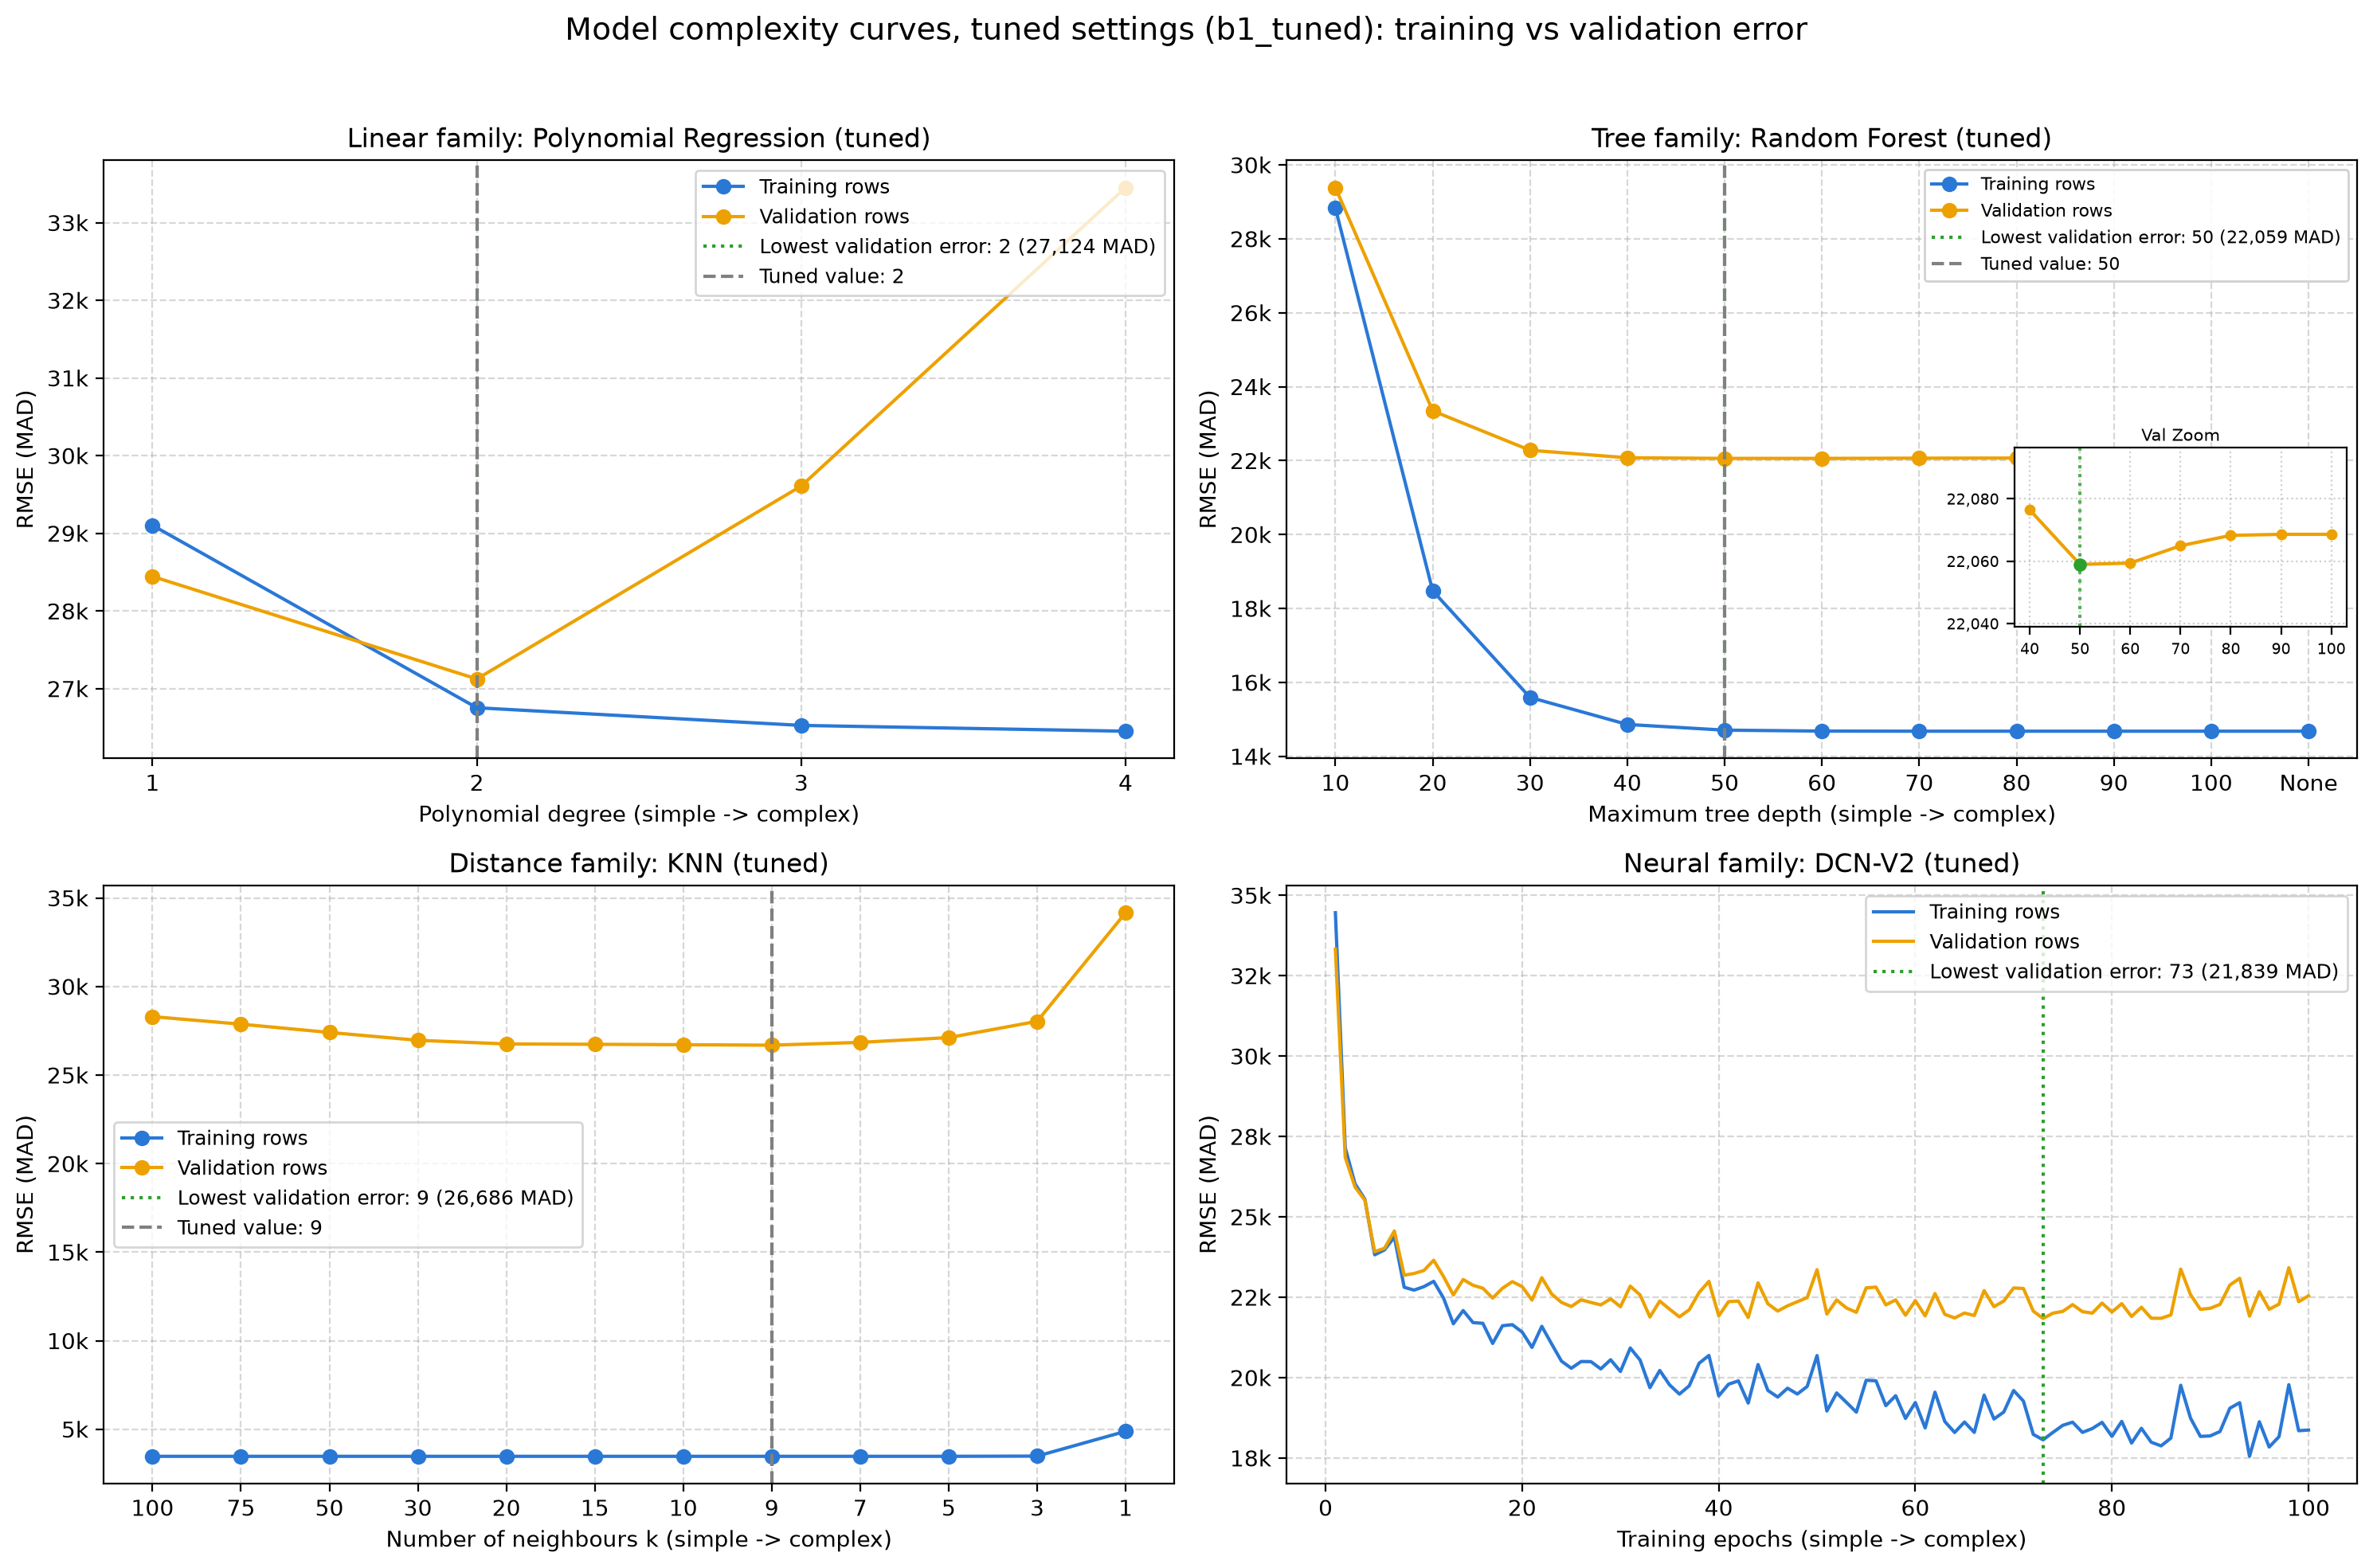 Model complexity curves, tuned settings (b1_tuned): training vs validation error
Linear family: Polynomial Regression (tuned)
RMSE (MAD)
33k
32k
31k
30k
29k
28k
27k
Training rows
Validation rows
Lowest validation error: 2 (27,124 MAD)
Tuned value: 2
1 2 3 4
Polynomial degree (simple -> complex)
Tree family: Random Forest (tuned)
RMSE (MAD)
30k
28k
26k
24k
22k
20k
18k
16k
14k
Training rows
Validation rows
Lowest validation error: 50 (22,059 MAD)
Tuned value: 50
Val Zoom
22,080
22,060
22,040
40 50 60 70 80 90 100
10 20 30 40 50 60 70 80 90 100 None
Maximum tree depth (simple -> complex)
Distance family: KNN (tuned)
RMSE (MAD)
35k
30k
25k
20k
15k
10k
5k
Training rows
Validation rows
Lowest validation error: 9 (26,686 MAD)
Tuned value: 9
100 75 50 30 20 15 10 9 7 5 3 1
Number of neighbours k (simple -> complex)
Neural family: DCN-V2 (tuned)
RMSE (MAD)
35k
32k
30k
28k
25k
22k
20k
18k
Training rows
Validation rows
Lowest validation error: 73 (21,839 MAD)
0 20 40 60 80 100
Training epochs (simple -> complex)